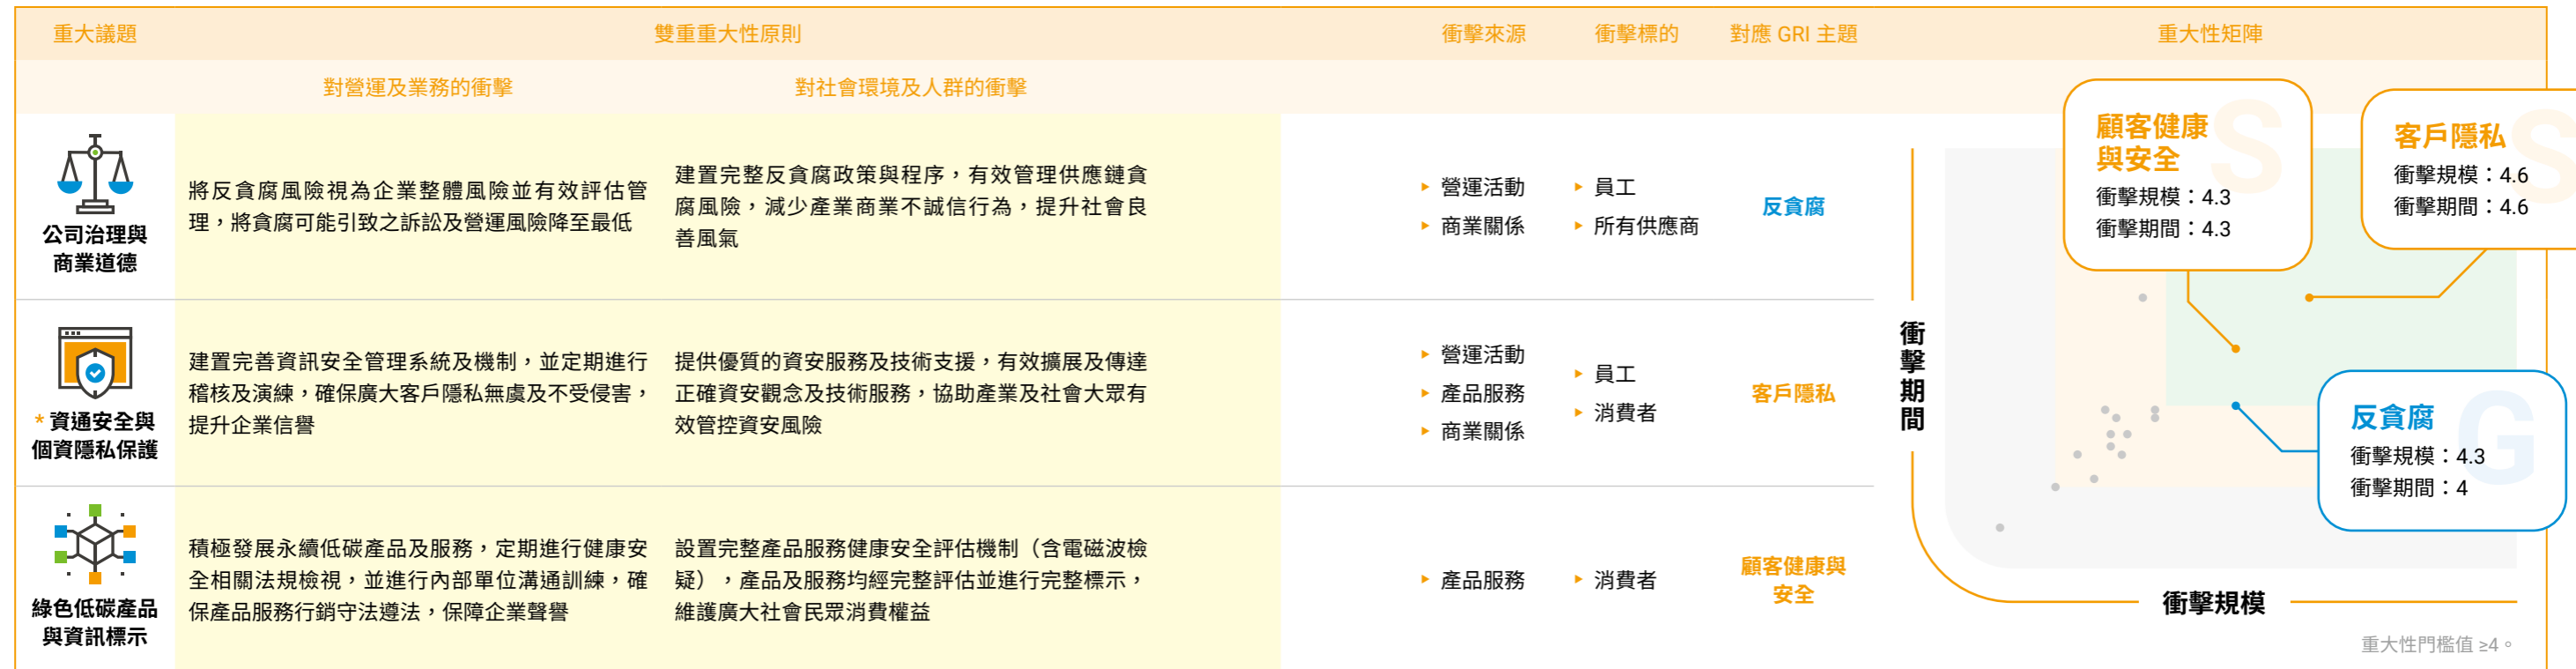 重大議題
雙重重大性原則
衝擊來源
衝擊標的
對應 GRI 主題
重大性矩陣
對營運及業務的衝擊
對社會環境及人群的衝擊
公司治理與
商業道德
將反貪腐風險視為企業整體風險並有效評估管
理，將貪腐可能引致之訴訟及營運風險降至最低
建置完整反貪腐政策與程序，有效管理供應鏈貪
腐風險，減少產業商業不誠信行為，提升社會良
善風氣
▸ 營運活動
▸ 商業關係
▸ 員工
▸ 所有供應商
反貪腐
* 資通安全與
個資隱私保護
建置完善資訊安全管理系統及機制，並定期進行
稽核及演練，確保廣大客戶隱私無虞及不受侵害，
提升企業信譽
提供優質的資安服務及技術支援，有效擴展及傳達
正確資安觀念及技術服務，協助產業及社會大眾有
效管控資安風險
▸ 營運活動
▸ 產品服務
▸ 商業關係
▸ 員工
▸ 消費者
客戶隱私
綠色低碳產品
與資訊標示
積極發展永續低碳產品及服務，定期進行健康安
全相關法規檢視，並進行內部單位溝通訓練，確
保產品服務行銷守法遵法，保障企業聲譽
設置完整產品服務健康安全評估機制（含電磁波檢
疑），產品及服務均經完整評估並進行完整標示，
維護廣大社會民眾消費權益
▸ 產品服務
▸ 消費者
顧客健康與
安全
S
顧客健康
與安全
衝擊規模：4.3
衝擊期間：4.3
S
客戶隱私
衝擊規模：4.6
衝擊期間：4.6
G
反貪腐
衝擊規模：4.3
衝擊期間：4
衝擊期間
衝擊規模
重大性門檻值 ≥4。